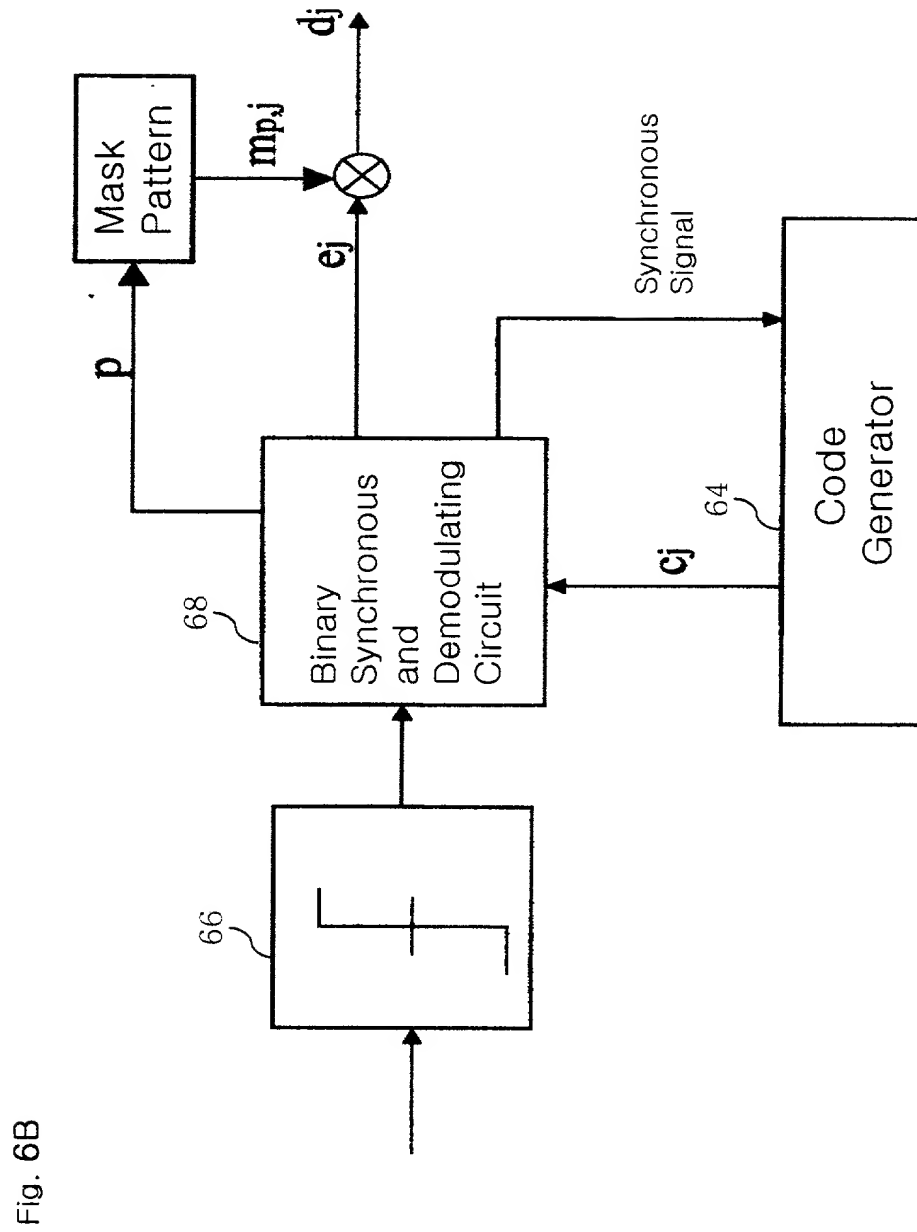 Fig. 6B
66
68
Binary
Synchronous
and
Demodulating
Circuit
p
Mask
Pattern
mp,j
ej
dj
Synchronous
Signal
cj
64
Code
Generator